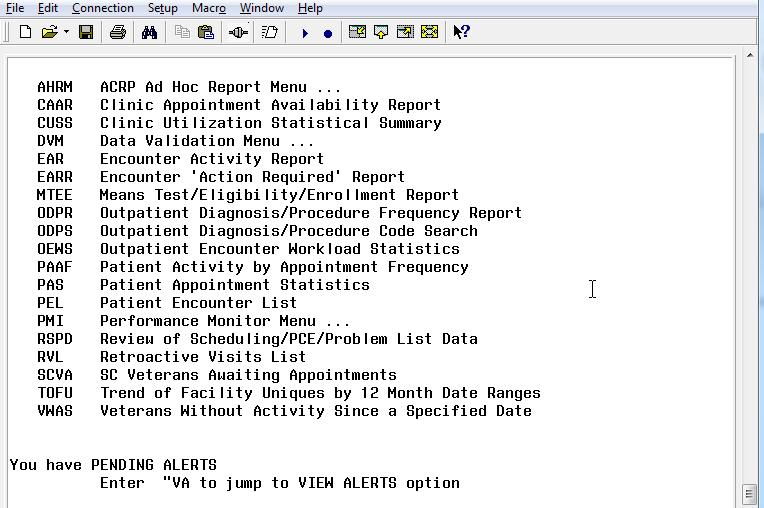 File Edit Connection Setup Macro Window Help
AHRM ACRP Ad Hoc Report Menu ...
CAAR Clinic Appointment Availability Report
CUSS Clinic Utilization Statistical Summary
DVM Data Validation Menu ...
EAR Encounter Activity Report
EARR Encounter 'Action Required' Report
MTEE Means Test/Eligibility/Enrollment Report
ODPR Outpatient Diagnosis/Procedure Frequency Report
ODPS Outpatient Diagnosis/Procedure Code Search
OEWS Outpatient Encounter Workload Statistics
PAAF Patient Activity by Appointment Frequency
PAS Patient Appointment Statistics
PEL Patient Encounter List
PMI Performance Monitor Menu ...
RSPD Review of Scheduling/PCE/Problem List Data
RVL Retroactive Visits List
SCVA SC Veterans Awaiting Appointments
TOFU Trend of Facility Uniques by 12 Month Date Ranges
VWAS Veterans Without Activity Since a Specified Date
You have PENDING ALERTS
Enter "VA to jump to VIEW ALERTS option